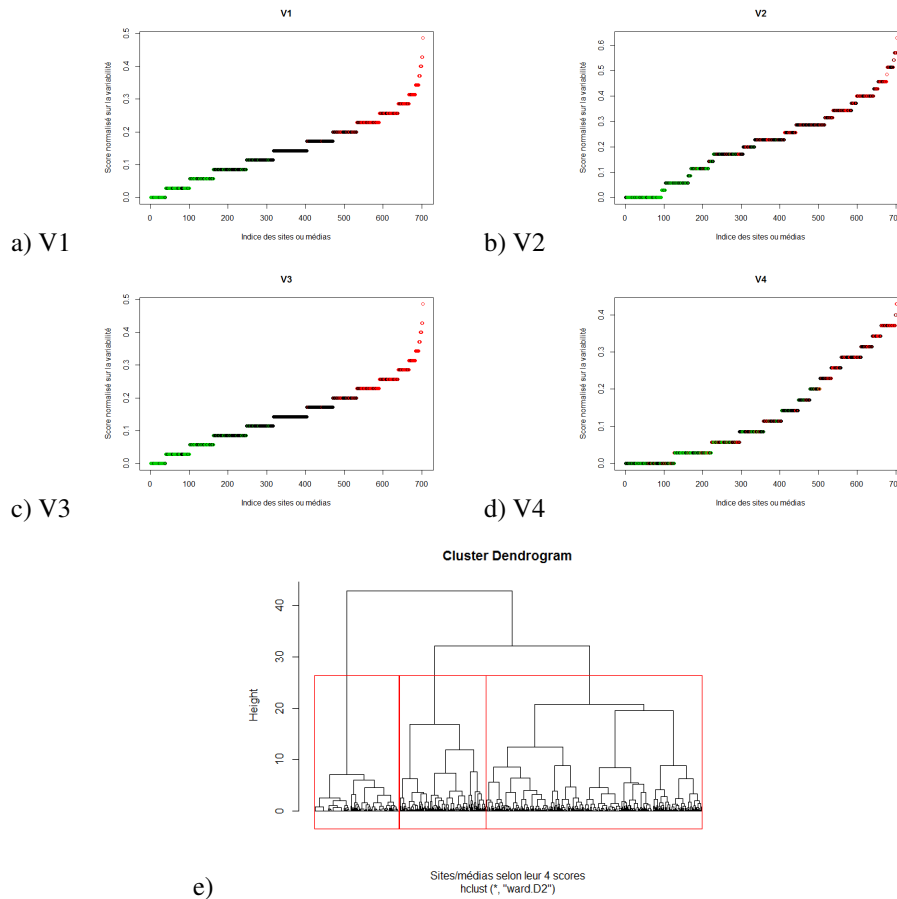 V1
Score normalisé sur la variabilité
0.0 0.1 0.2 0.3 0.4 0.5
0 100 200 300 400 500 600 700
Indice des sites ou médias
a) V1
V2
Score normalisé sur la variabilité
0.0 0.1 0.2 0.3 0.4 0.5 0.6
0 100 200 300 400 500 600 700
Indice des sites ou médias
b) V2
V3
Score normalisé sur la variabilité
0.0 0.1 0.2 0.3 0.4 0.5
0 100 200 300 400 500 600 700
Indice des sites ou médias
c) V3
V4
Score normalisé sur la variabilité
0.0 0.1 0.2 0.3 0.4
0 100 200 300 400 500 600 700
Indice des sites ou médias
d) V4
Cluster Dendrogram
Height
0 10 20 30 40
Sites/médias selon leur 4 scores
hclust (*, "ward.D2")
e)